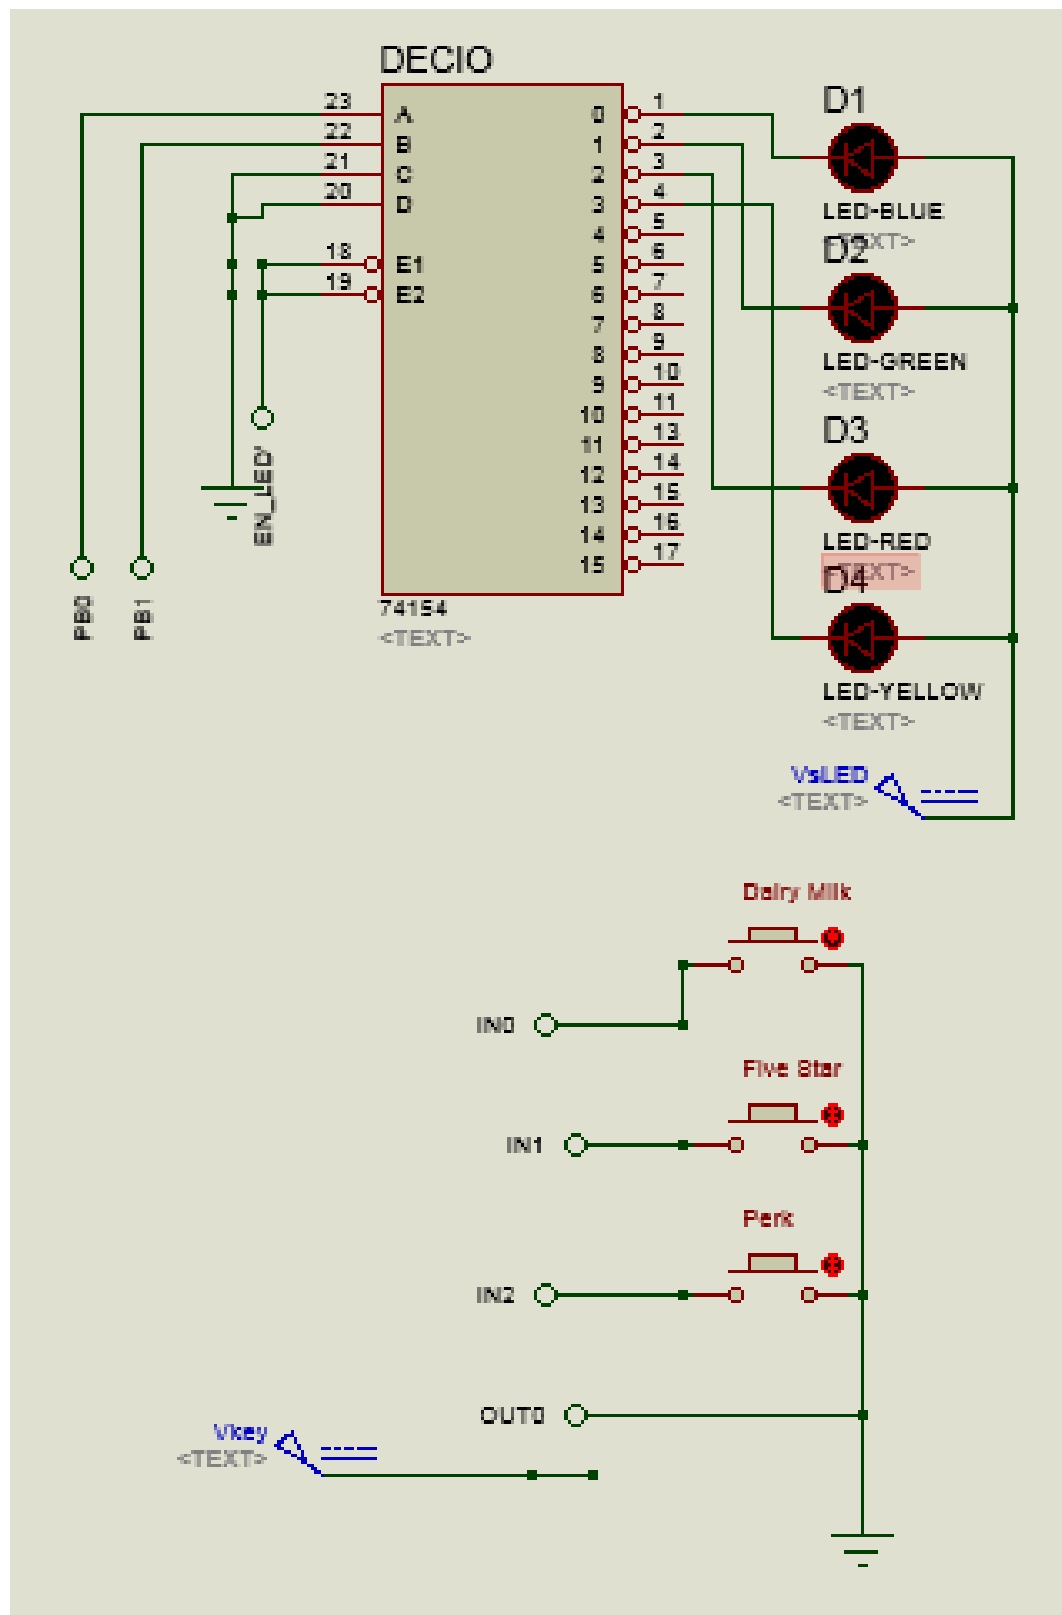 DECIO
23 A 0 1
22 B 1 2
21 C 2 3
20 D 3 4
4 5
18 E1 5 6
19 E2 6 7
7 8
8 9
9 10
10 11
11 13
12 14
13 15
14 16
15 17
74154
<TEXT>
PB0
PB1
EN_LED'
D1
LED-BLUE
<TEXT>
D2
LED-GREEN
<TEXT>
D3
LED-RED
<TEXT>
D4
LED-YELLOW
<TEXT>
VsLED
<TEXT>
Dairy Milk
IN0
Five Star
IN1
Perk
IN2
OUT0
Vkey
<TEXT>